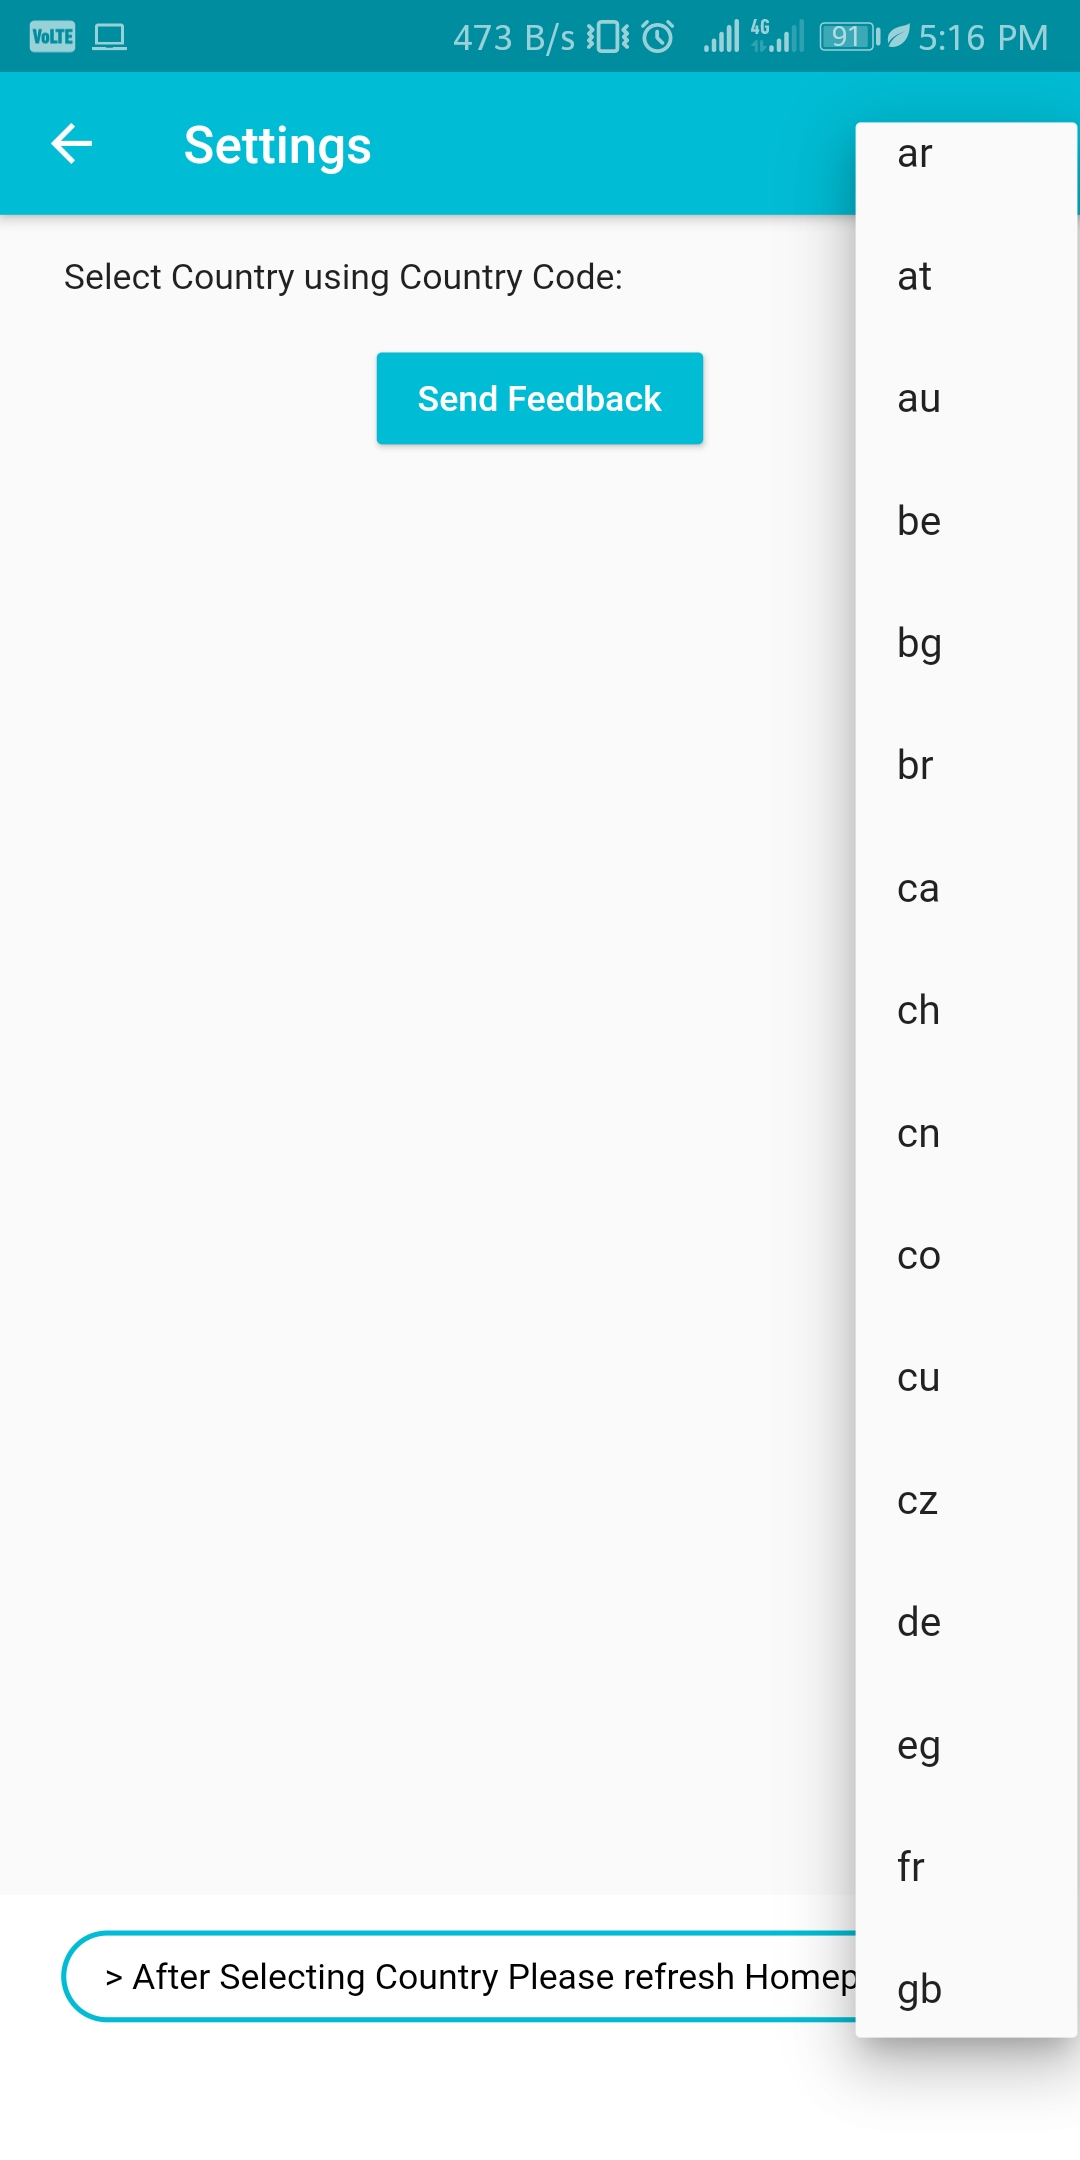 VoLTE 473 B/s 4G 91 5:16 PM
Settings
Select Country using Country Code:
Send Feedback
ar
at
au
be
bg
br
ca
ch
cn
co
cu
cz
de
eg
fr
gb
> After Selecting Country Please refresh Homep